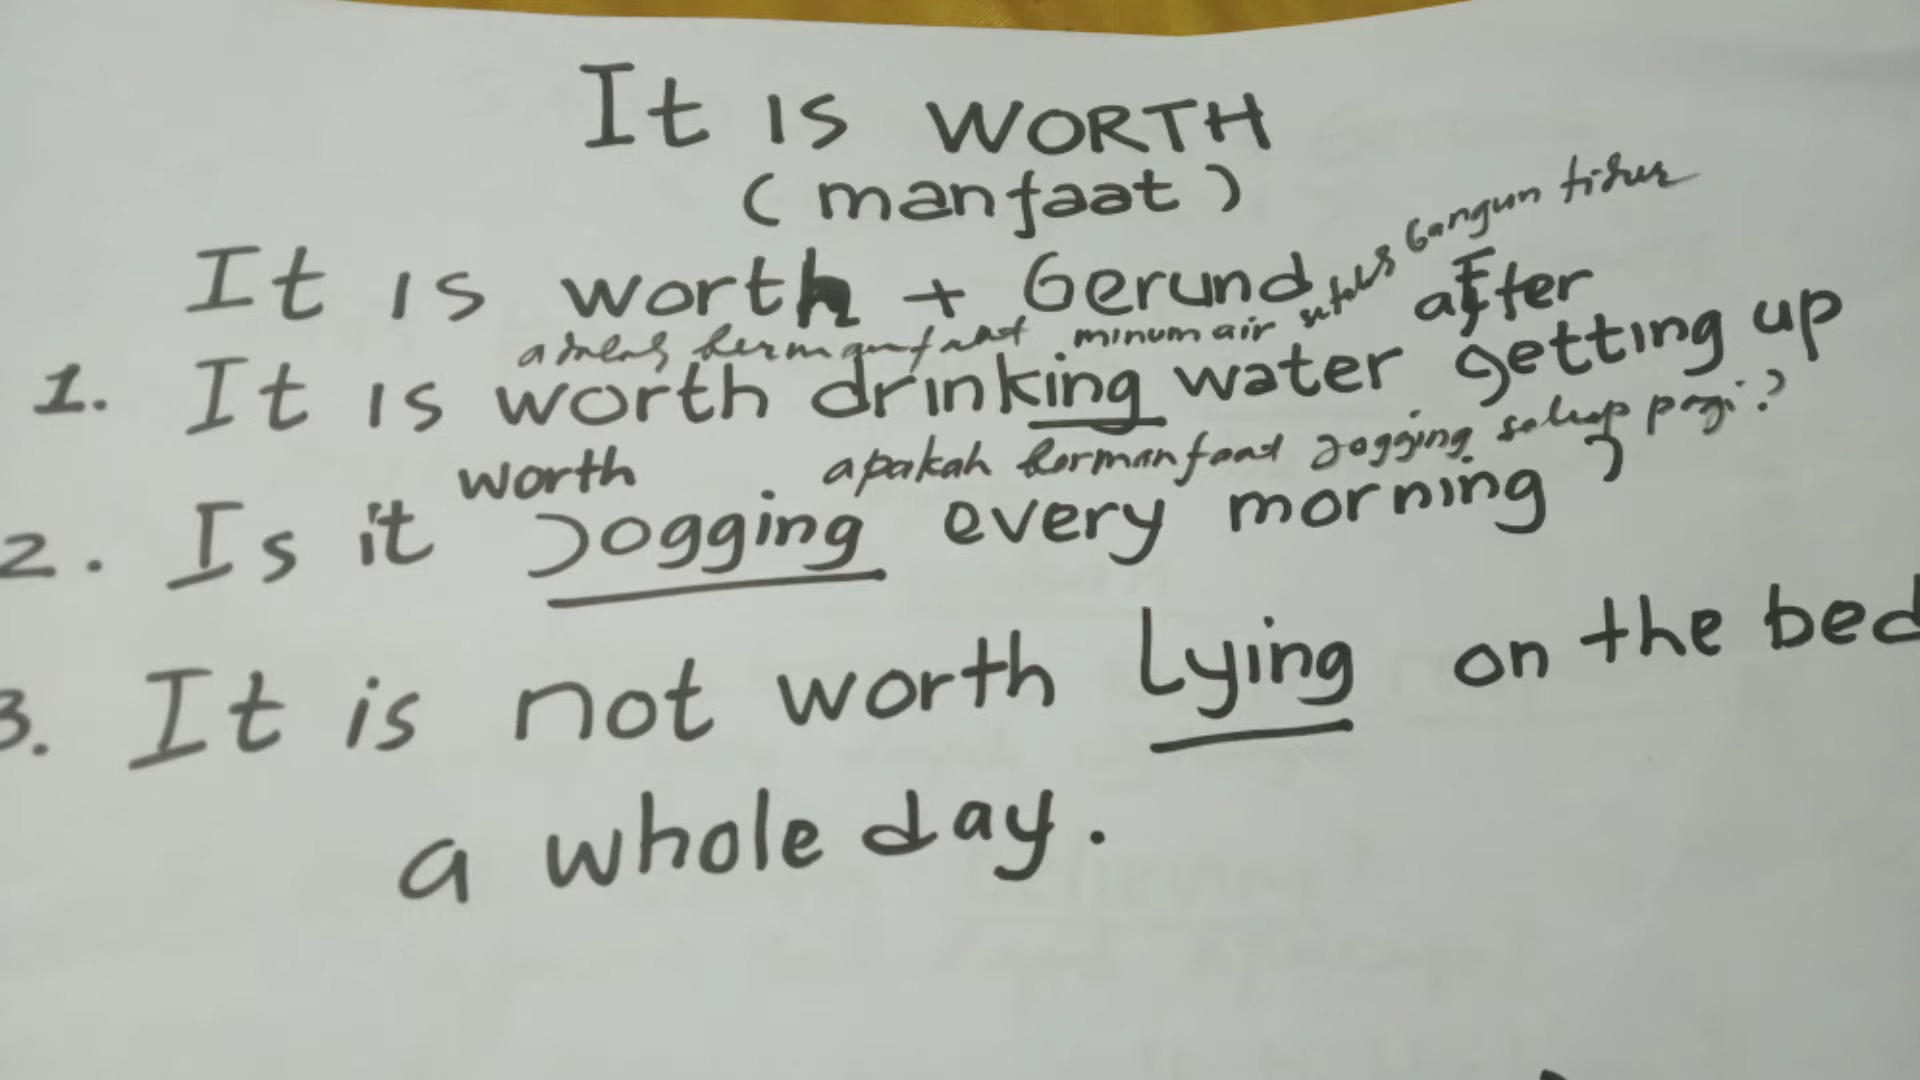 It is WORTH
(manfaat)
It is worth + Gerund
adalah bermanfaat minum air setelah bangun tidur
1. It is worth drinking water after getting up
apakah bermanfaat Jogging setiap pagi?
2. Is it worth Jogging every morning ?
3. It is not worth Lying on the bed
a whole day.